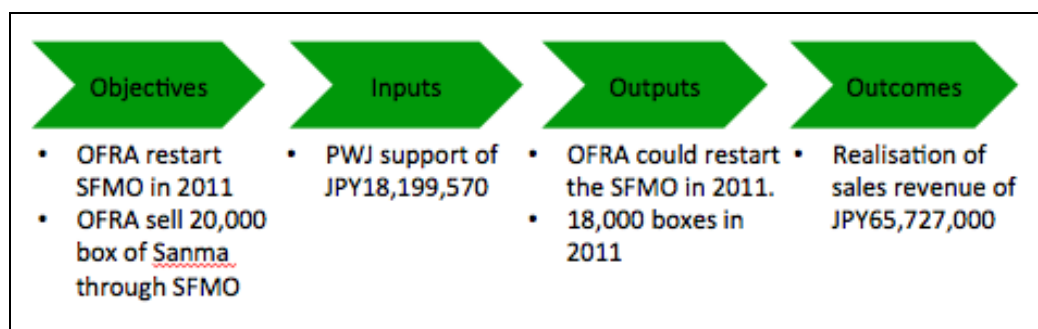 Objectives
• OFRA restart
SFMO in 2011
• OFRA sell 20,000
box of Sanma
through SFMO
Inputs
• PWJ support of
JPY18,199,570
Outputs
• OFRA could restart
the SFMO in 2011.
• 18,000 boxes in
2011
Outcomes
• Realisation of
sales revenue of
JPY65,727,000